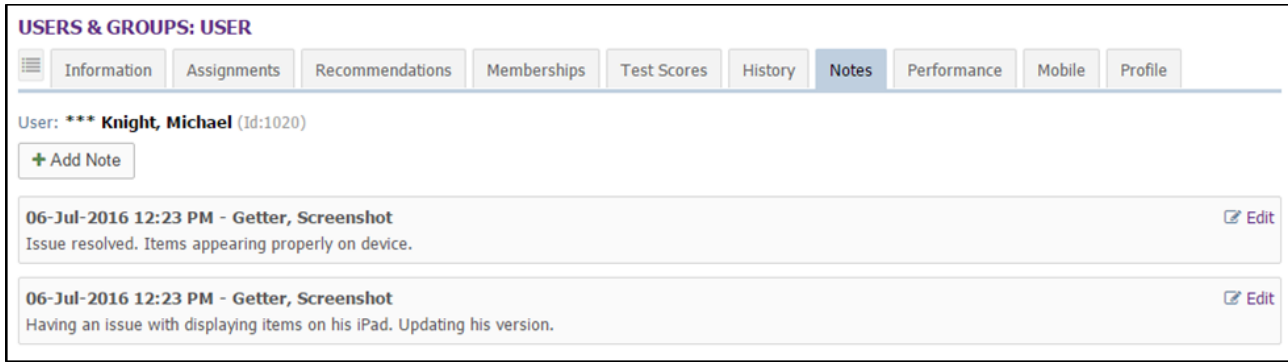 USERS & GROUPS: USER
Information Assignments Recommendations Memberships Test Scores History Notes Performance Mobile Profile
User: *** Knight, Michael (Id:1020)
+ Add Note
06-Jul-2016 12:23 PM - Getter, Screenshot Edit
Issue resolved. Items appearing properly on device.
06-Jul-2016 12:23 PM - Getter, Screenshot Edit
Having an issue with displaying items on his iPad. Updating his version.